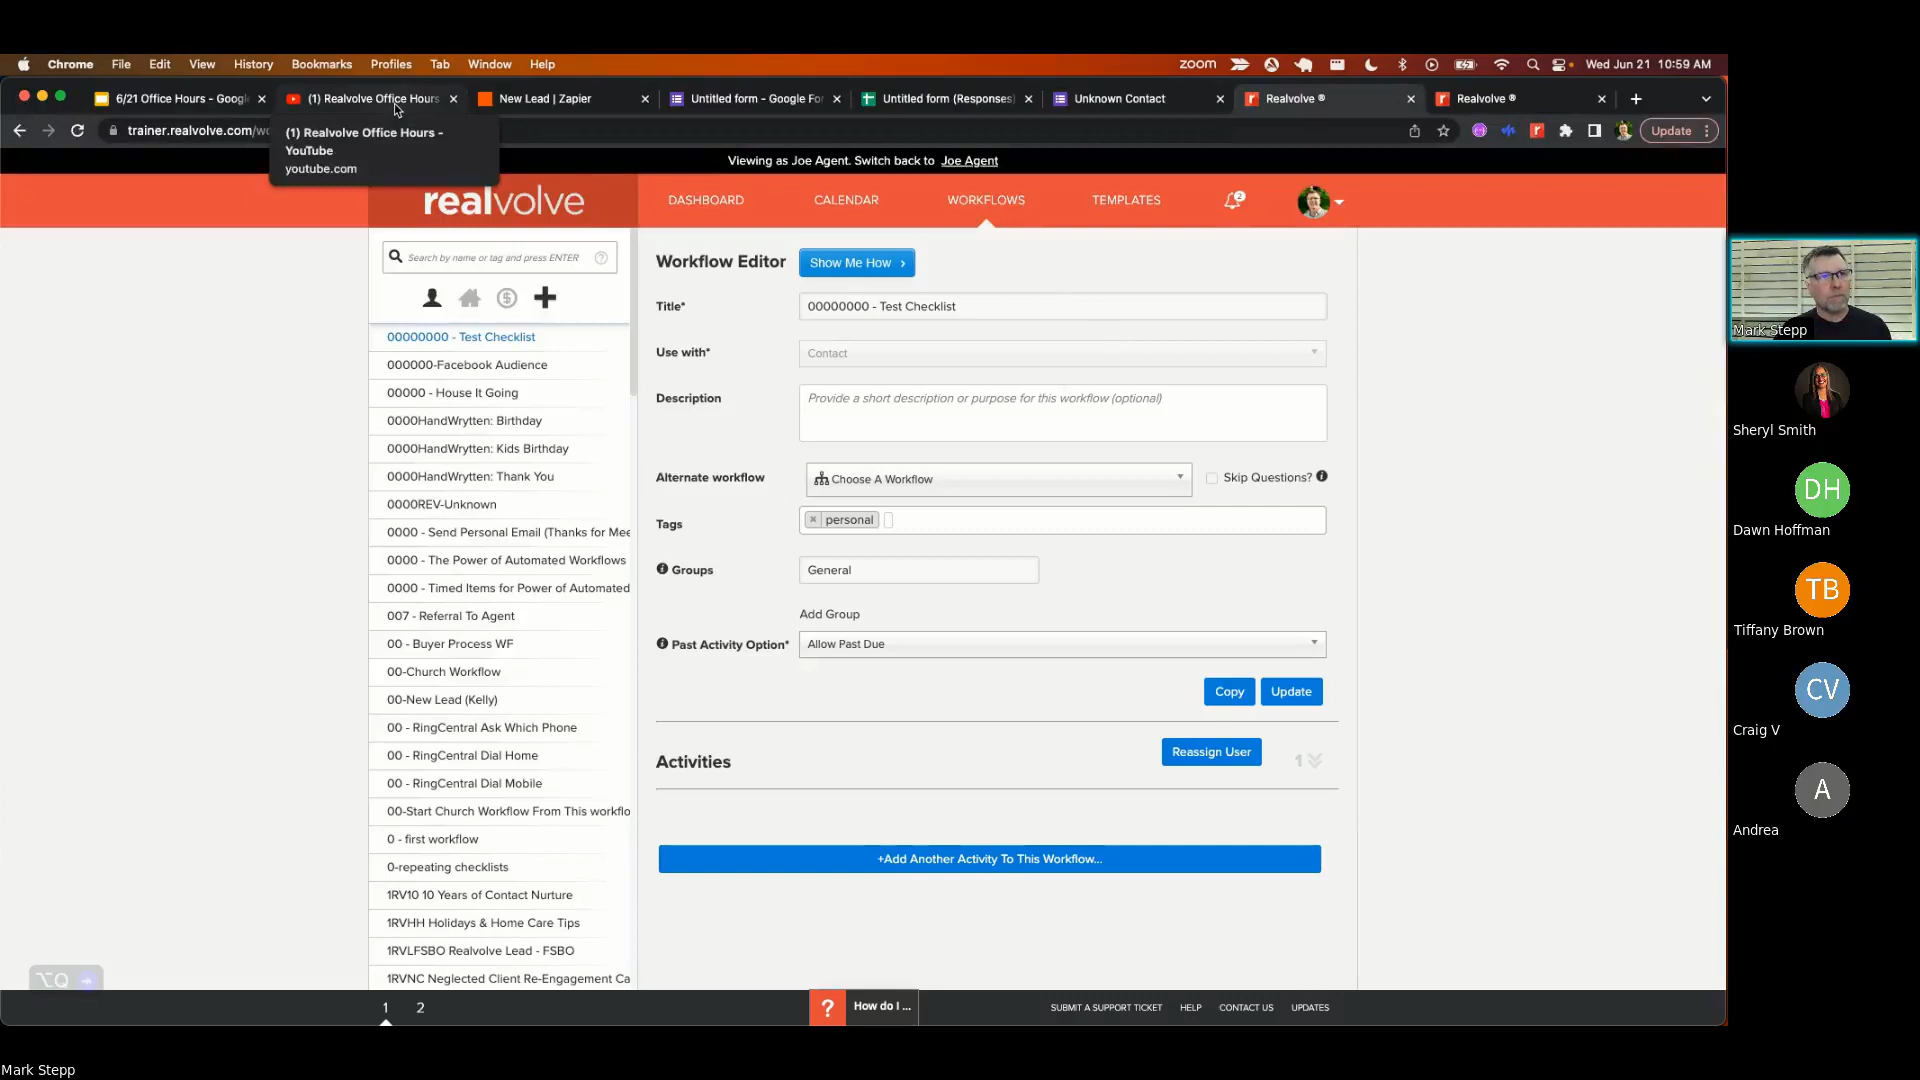 Chrome File Edit View History Bookmarks Profiles Tab Window Help zoom Wed Jun 21 10:59 AM
6/21 Office Hours - Googl (1) Realvolve Office Hours New Lead | Zapier Untitled form - Google For Untitled form (Responses) Unknown Contact Realvolve ® Realvolve ®
trainer.realvolve.com/wo Update
(1) Realvolve Office Hours -
YouTube
youtube.com
Viewing as Joe Agent. Switch back to Joe Agent
realvolve DASHBOARD CALENDAR WORKFLOWS TEMPLATES 2
Search by name or tag and press ENTER
00000000 - Test Checklist
000000-Facebook Audience
00000 - House It Going
0000HandWrytten: Birthday
0000HandWrytten: Kids Birthday
0000HandWrytten: Thank You
0000REV-Unknown
0000 - Send Personal Email (Thanks for Mee
0000 - The Power of Automated Workflows
0000 - Timed Items for Power of Automated
007 - Referral To Agent
00 - Buyer Process WF
00-Church Workflow
00-New Lead (Kelly)
00 - RingCentral Ask Which Phone
00 - RingCentral Dial Home
00 - RingCentral Dial Mobile
00-Start Church Workflow From This workflo
0 - first workflow
0-repeating checklists
1RV10 10 Years of Contact Nurture
1RVHH Holidays & Home Care Tips
1RVLFSBO Realvolve Lead - FSBO
1RVNC Neglected Client Re-Engagement Ca
Workflow Editor Show Me How
Title* 00000000 - Test Checklist
Use with* Contact
Description Provide a short description or purpose for this workflow (optional)
Alternate workflow Choose A Workflow Skip Questions?
Tags × personal
Groups General
Add Group
Past Activity Option* Allow Past Due
Copy Update
Activities Reassign User 1
+Add Another Activity To This Workflow...
⌥Q
1 2 ? How do I ... SUBMIT A SUPPORT TICKET HELP CONTACT US UPDATES
Mark Stepp
Sheryl Smith
DH
Dawn Hoffman
TB
Tiffany Brown
CV
Craig V
A
Andrea
Mark Stepp